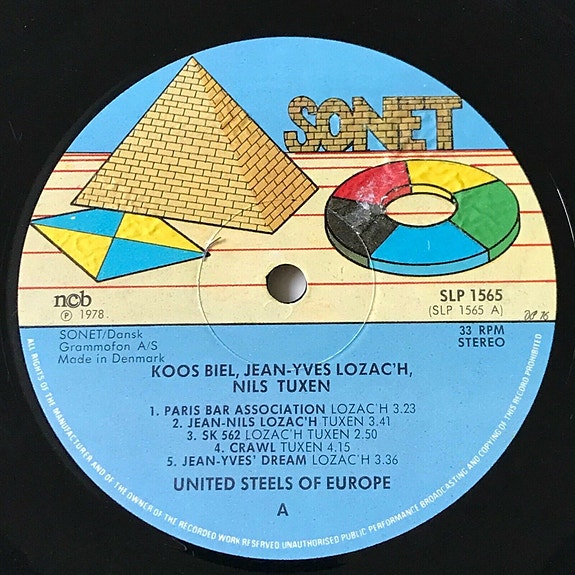 SONET
ncb
℗ 1978
SLP 1565
(SLP 1565 A)
SONET/Dansk
Grammofon A/S
Made in Denmark
33 RPM
STEREO
KOOS BIEL, JEAN-YVES LOZAC'H,
NILS TUXEN
1. PARIS BAR ASSOCIATION LOZAC'H 3.23
2. JEAN-NILS LOZAC'H TUXEN 3.41
3. SK 562 LOZAC'H TUXEN 2.50
4. CRAWL TUXEN 4.15
5. JEAN-YVES' DREAM LOZAC'H 3.36
UNITED STEELS OF EUROPE
A
ALL RIGHTS OF THE MANUFACTURER AND OF THE OWNER OF THE RECORDED WORK RESERVED UNAUTHORISED PUBLIC PERFORMANCE BROADCASTING AND COPYING OF THIS RECORD PROHIBITED